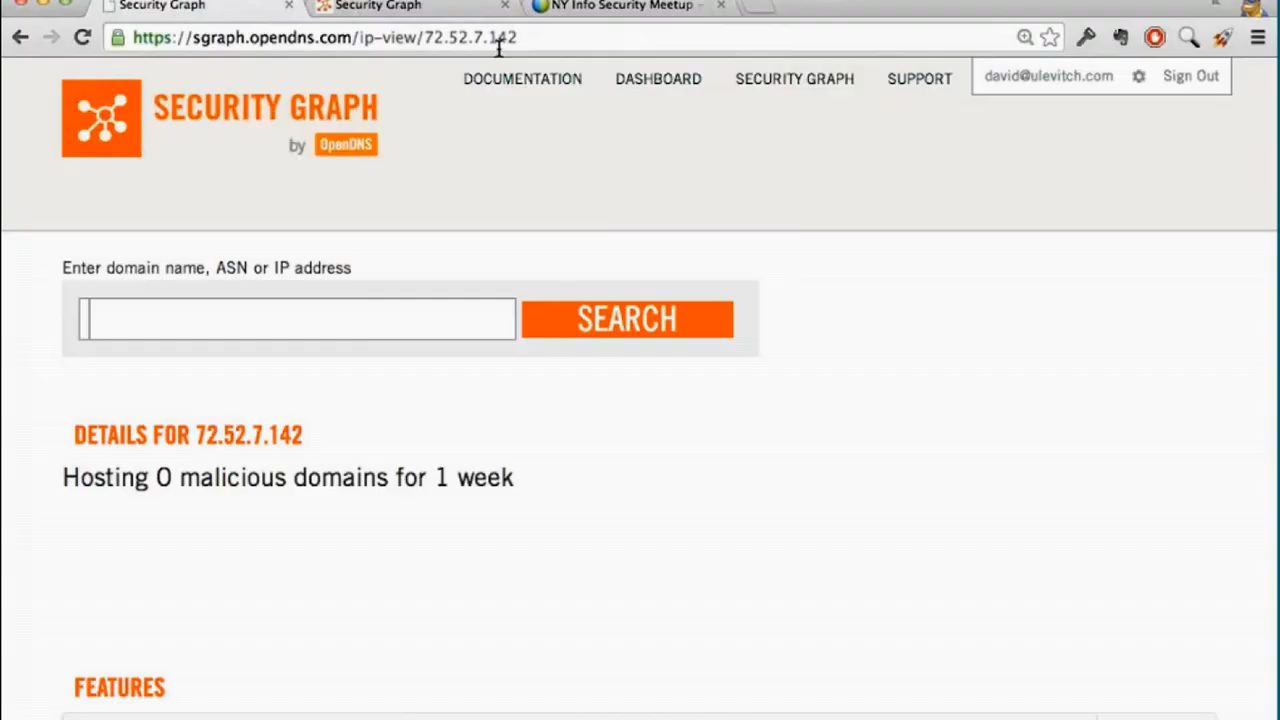 Security Graph
Security Graph
NY Info Security Meetup
https://sgraph.opendns.com/ip-view/72.52.7.142
DOCUMENTATION
DASHBOARD
SECURITY GRAPH
SUPPORT
david@ulevitch.com
Sign Out
SECURITY GRAPH
by OpenDNS
Enter domain name, ASN or IP address
SEARCH
DETAILS FOR 72.52.7.142
Hosting 0 malicious domains for 1 week
FEATURES